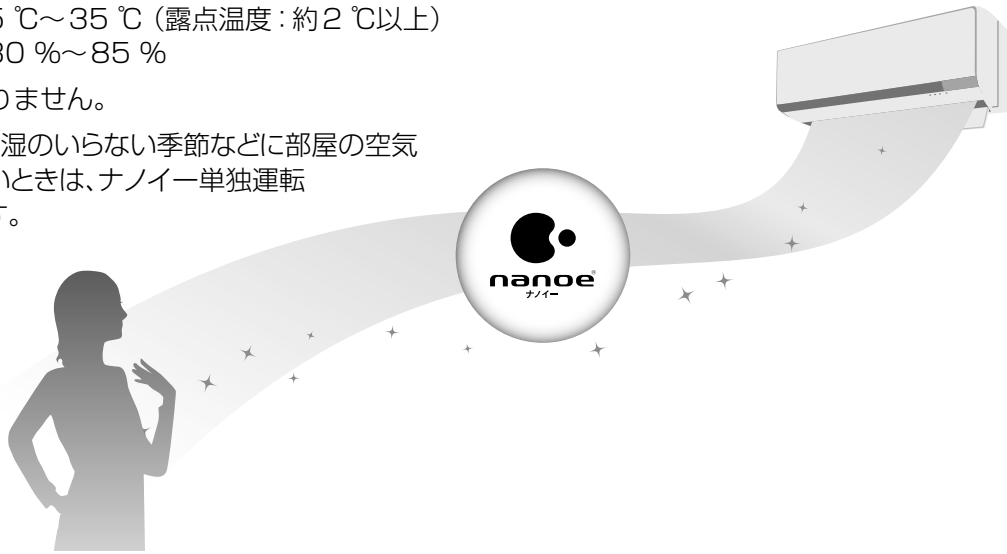 5 ℃~35 ℃（露点温度：約2 ℃以上）
30 %~85 %
りません。
湿のいらない季節などに部屋の空気
いときは、ナノイー単独運転
す。
nanoe®
ナノイー